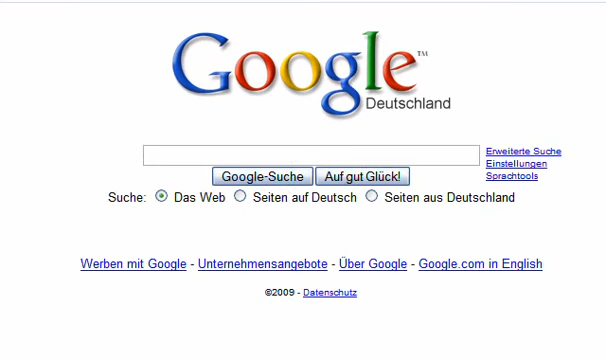 Google™
Deutschland
Erweiterte Suche
Einstellungen
Sprachtools
Google-Suche Auf gut Glück!
Suche: Das Web Seiten auf Deutsch Seiten aus Deutschland
Werben mit Google - Unternehmensangebote - Über Google - Google.com in English
©2009 - Datenschutz